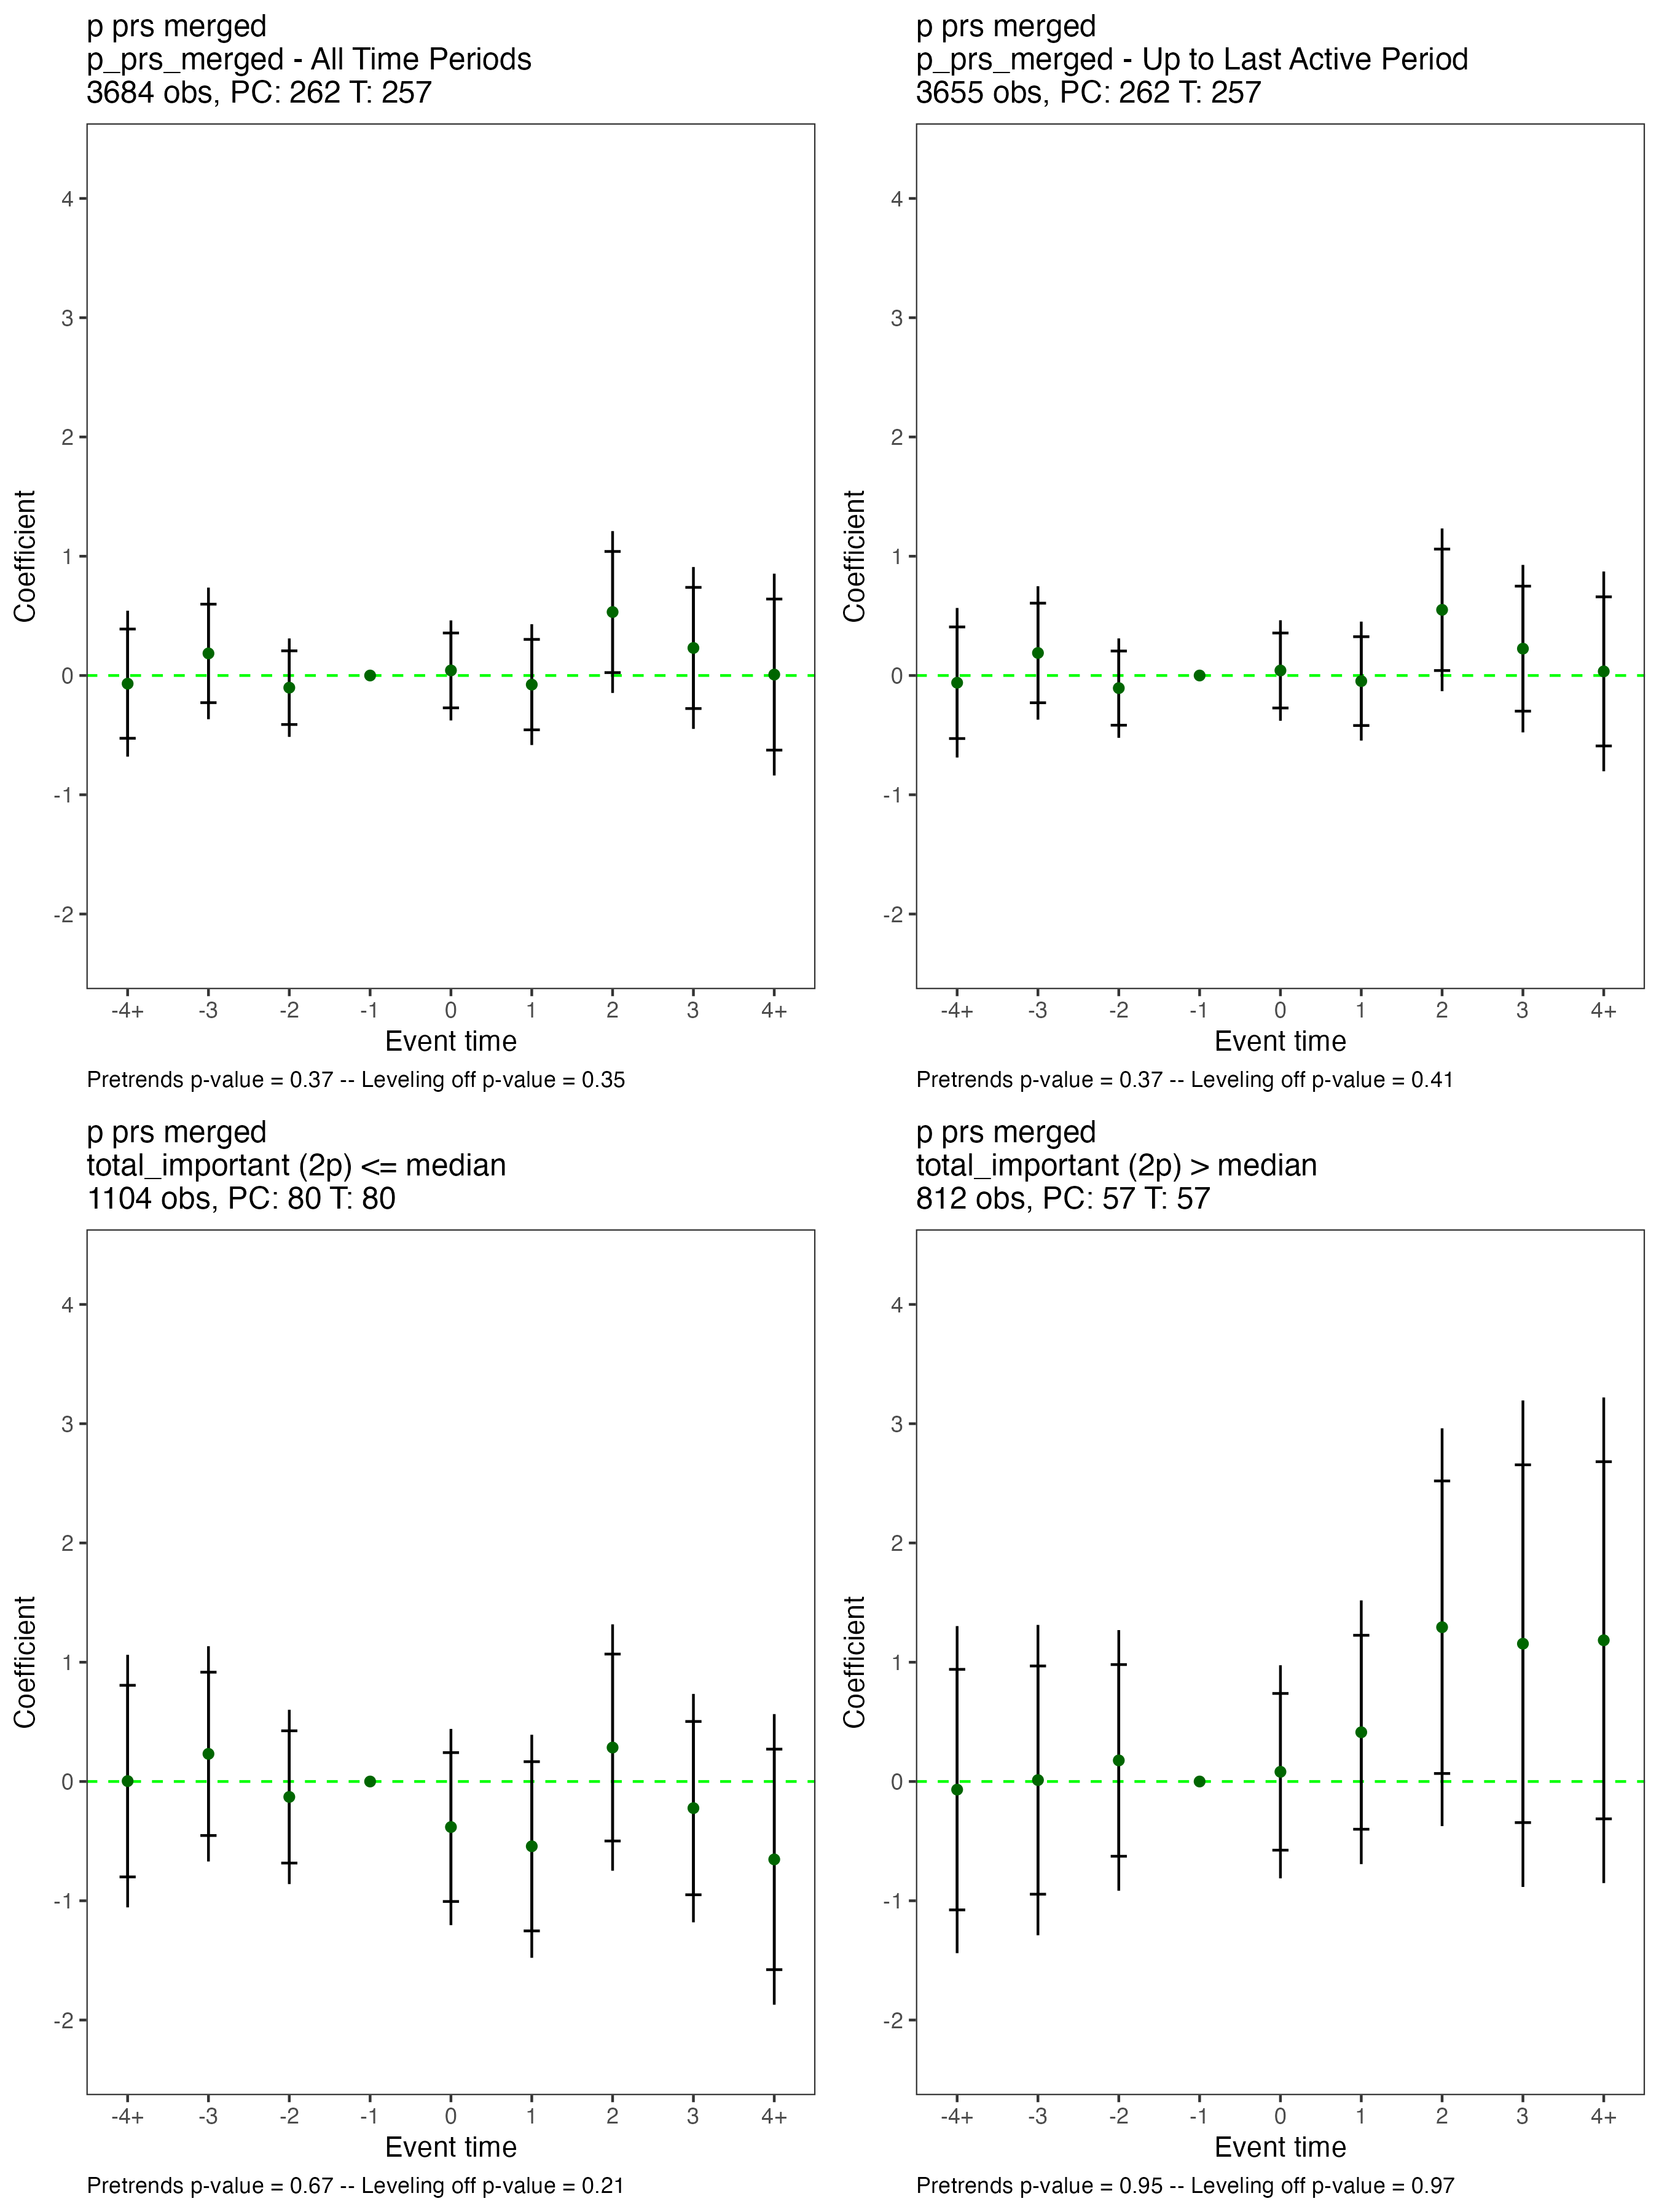 p prs merged
p_prs_merged - All Time Periods
3684 obs, PC: 262 T: 257
4
3
2
1
0
-1
-2
Coefficient
-4+ -3 -2 -1 0 1 2 3 4+
Event time
Pretrends p-value = 0.37 -- Leveling off p-value = 0.35
p prs merged
p_prs_merged - Up to Last Active Period
3655 obs, PC: 262 T: 257
4
3
2
1
0
-1
-2
Coefficient
-4+ -3 -2 -1 0 1 2 3 4+
Event time
Pretrends p-value = 0.37 -- Leveling off p-value = 0.41
p prs merged
total_important (2p) <= median
1104 obs, PC: 80 T: 80
4
3
2
1
0
-1
-2
Coefficient
-4+ -3 -2 -1 0 1 2 3 4+
Event time
Pretrends p-value = 0.67 -- Leveling off p-value = 0.21
p prs merged
total_important (2p) > median
812 obs, PC: 57 T: 57
4
3
2
1
0
-1
-2
Coefficient
-4+ -3 -2 -1 0 1 2 3 4+
Event time
Pretrends p-value = 0.95 -- Leveling off p-value = 0.97